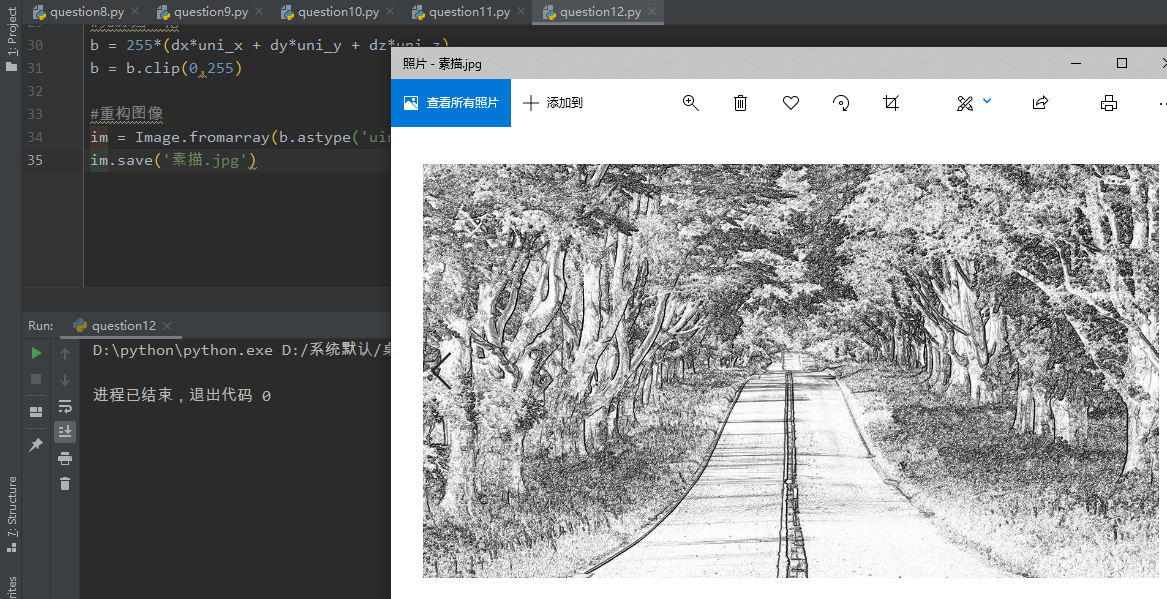 question8.py question9.py question10.py question11.py question12.py
1: Project
30 b = 255*(dx*uni_x + dy*uni_y + dz*uni_z)
31 b = b.clip(0,255)
32
33 #重构图像
34 im = Image.fromarray(b.astype('ui
35 im.save('素描.jpg')
照片 - 素描.jpg
查看所有照片 添加到
Run: question12
D:\python\python.exe D:/系统默认/桌
进程已结束，退出代码 0
7: Structure
rites